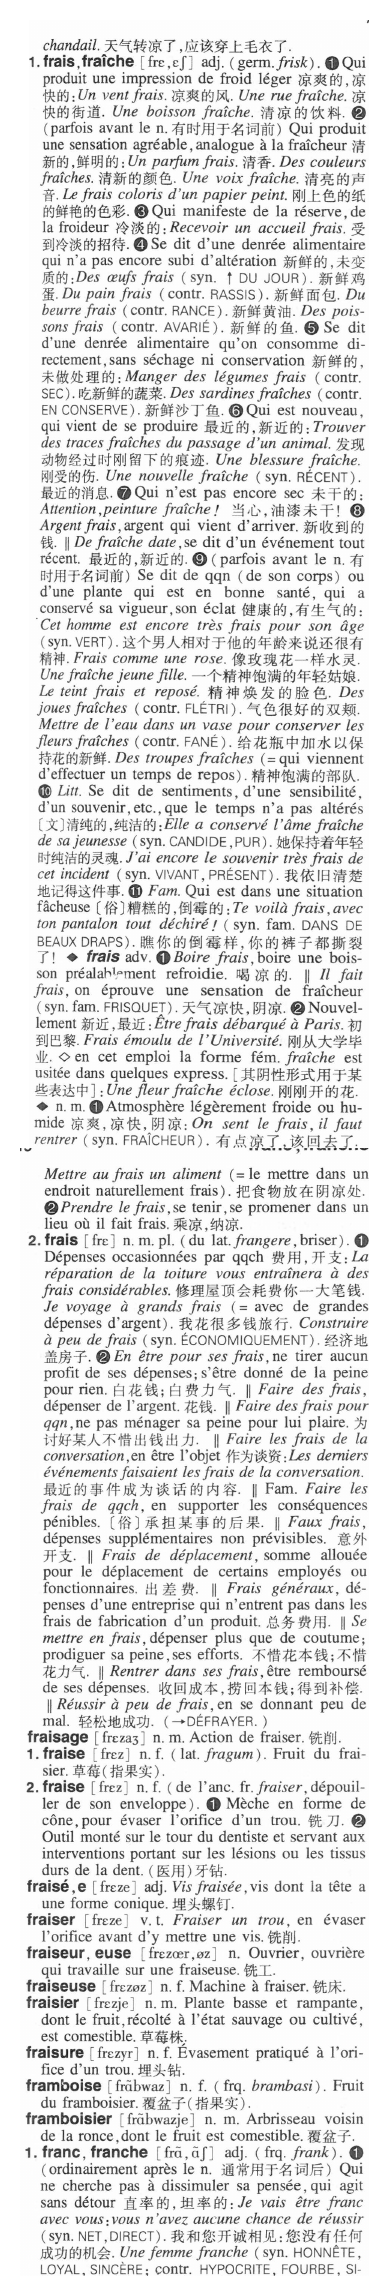 chandail. 天气转凉了,应该穿上毛衣了.
1. frais,fraîche [frɛ,ɛʃ] adj. (germ. frisk). ❶ Qui
produit une impression de froid léger 凉爽的,凉
快的: Un vent frais. 凉爽的风. Une rue fraîche. 凉
快的街道. Une boisson fraîche. 清凉的饮料. ❷
(parfois avant le n. 有时用于名词前) Qui produit
une sensation agréable, analogue à la fraîcheur 清
新的,鲜明的: Un parfum frais. 清香. Des couleurs
fraîches. 清新的颜色. Une voix fraîche. 清亮的声
音. Le frais coloris d'un papier peint. 刚上色的纸
的鲜艳的色彩. ❸ Qui manifeste de la réserve, de
la froideur 冷淡的: Recevoir un accueil frais. 受
到冷淡的招待. ❹ Se dit d'une denrée alimentaire
qui n'a pas encore subi d'altération 新鲜的,未变
质的: Des œufs frais (syn. ↑ DU JOUR). 新鲜鸡
蛋. Du pain frais (contr. RASSIS). 新鲜面包. Du
beurre frais (contr. RANCE). 新鲜黄油. Des pois-
sons frais (contr. AVARIÉ). 新鲜的鱼. ❺ Se dit
d'une denrée alimentaire qu'on consomme di-
rectement, sans séchage ni conservation 新鲜的,
未做处理的: Manger des légumes frais (contr.
SEC). 吃新鲜的蔬菜. Des sardines fraîches (contr.
EN CONSERVE). 新鲜沙丁鱼. ❻ Qui est nouveau,
qui vient de se produire 最近的,新近的: Trouver
des traces fraîches du passage d'un animal. 发现
动物经过时刚留下的痕迹. Une blessure fraîche.
刚受的伤. Une nouvelle fraîche (syn. RÉCENT).
最近的消息. ❼ Qui n'est pas encore sec 未干的:
Attention, peinture fraîche! 当心,油漆未干! ❽
Argent frais, argent qui vient d'arriver. 新收到的
钱. ‖ De fraîche date, se dit d'un événement tout
récent. 最近的,新近的. ❾ (parfois avant le n. 有
时用于名词前) Se dit de qqn (de son corps) ou
d'une plante qui est en bonne santé, qui a
conservé sa vigueur, son éclat 健康的,有生气的:
Cet homme est encore très frais pour son âge
(syn. VERT). 这个男人相对于他的年龄来说还很有
精神. Frais comme une rose. 像玫瑰花一样水灵.
Une fraîche jeune fille. 一个精神饱满的年轻姑娘.
Le teint frais et reposé. 精神焕发的脸色. Des
joues fraîches (contr. FLÉTRI). 气色很好的双颊.
Mettre de l'eau dans un vase pour conserver les
fleurs fraîches (contr. FANÉ). 给花瓶中加水以保
持花的新鲜. Des troupes fraîches (= qui viennent
d'effectuer un temps de repos). 精神饱满的部队.
❿ Litt. Se dit de sentiments, d'une sensibilité,
d'un souvenir, etc., que le temps n'a pas altérés
[文]清纯的,纯洁的: Elle a conservé l'âme fraîche
de sa jeunesse (syn. CANDIDE, PUR). 她保持着年轻
时纯洁的灵魂. J'ai encore le souvenir très frais de
cet incident (syn. VIVANT, PRÉSENT). 我依旧清楚
地记得这件事. ⓫ Fam. Qui est dans une situation
fâcheuse [俗]糟糕的,倒霉的: Te voilà frais, avec
ton pantalon tout déchiré! (syn. fam. DANS DE
BEAUX DRAPS). 瞧你的倒霉样,你的裤子都撕裂
了! ◆ frais adv. ❶ Boire frais, boire une bois-
son préalablement refroidie. 喝凉的. ‖ Il fait
frais, on éprouve une sensation de fraîcheur
(syn. fam. FRISQUET). 天气凉快,阴凉. ❷ Nouvel-
lement 新近,最近: Être frais débarqué à Paris. 初
到巴黎. Frais émoulu de l'Université. 刚从大学毕
业. ◇ en cet emploi la forme fém. fraîche est
usitée dans quelques express. [其阴性形式用于某
些表达中]: Une fleur fraîche éclose. 刚刚开的花.
◆ n. m. ❶ Atmosphère légèrement froide ou hu-
mide 凉爽,凉快,阴凉: On sent le frais, il faut
rentrer (syn. FRAÎCHEUR). 有点凉了,该回去了.
Mettre au frais un aliment (= le mettre dans un
endroit naturellement frais). 把食物放在阴凉处.
❷ Prendre le frais, se tenir, se promener dans un
lieu où il fait frais. 乘凉,纳凉.
2. frais [frɛ] n. m. pl. (du lat. frangere, briser). ❶
Dépenses occasionnées par qqch 费用,开支: La
réparation de la toiture vous entraînera à des
frais considérables. 修理屋顶会耗费你一大笔钱.
Je voyage à grands frais (= avec de grandes
dépenses d'argent). 我花很多钱旅行. Construire
à peu de frais (syn. ÉCONOMIQUEMENT). 经济地
盖房子. ❷ En être pour ses frais, ne tirer aucun
profit de ses dépenses; s'être donné de la peine
pour rien. 白花钱;白费力气. ‖ Faire des frais,
dépenser de l'argent. 花钱. ‖ Faire des frais pour
qqn, ne pas ménager sa peine pour lui plaire. 为
讨好某人不惜出钱出力. ‖ Faire les frais de la
conversation, en être l'objet 作为谈资: Les derniers
événements faisaient les frais de la conversation.
最近的事件成为谈话的内容. ‖ Fam. Faire les
frais de qqch, en supporter les conséquences
pénibles. [俗]承担某事的后果. ‖ Faux frais,
dépenses supplémentaires non prévisibles. 意外
开支. ‖ Frais de déplacement, somme allouée
pour le déplacement de certains employés ou
fonctionnaires. 出差费. ‖ Frais généraux, dé-
penses d'une entreprise qui n'entrent pas dans les
frais de fabrication d'un produit. 总务费用. ‖ Se
mettre en frais, dépenser plus que de coutume;
prodiguer sa peine, ses efforts. 不惜花本钱;不惜
花力气. ‖ Rentrer dans ses frais, être remboursé
de ses dépenses. 收回成本,捞回本钱;得到补偿.
‖ Réussir à peu de frais, en se donnant peu de
mal. 轻松地成功. (→DÉFRAYER.)
fraisage [frɛzaʒ] n. m. Action de fraiser. 铣削.
1. fraise [frɛz] n. f. (lat. fragum). Fruit du frai-
sier. 草莓(指果实).
2. fraise [frɛz] n. f. (de l'anc. fr. fraiser, dépouil-
ler de son enveloppe). ❶ Mèche en forme de
cône, pour évaser l'orifice d'un trou. 铣刀. ❷
Outil monté sur le tour du dentiste et servant aux
interventions portant sur les lésions ou les tissus
durs de la dent. (医用)牙钻.
fraisé,e [frɛze] adj. Vis fraisée, vis dont la tête a
une forme conique. 埋头螺钉.
fraiser [frɛze] v. t. Fraiser un trou, en évaser
l'orifice avant d'y mettre une vis. 铣削.
fraiseur, euse [frɛzœr,øz] n. Ouvrier, ouvrière
qui travaille sur une fraiseuse. 铣工.
fraiseuse [frɛzøz] n. f. Machine à fraiser. 铣床.
fraisier [frɛzje] n. m. Plante basse et rampante,
dont le fruit, récolté à l'état sauvage ou cultivé,
est comestible. 草莓株.
fraisure [frɛzyr] n. f. Évasement pratiqué à l'ori-
fice d'un trou. 埋头钻.
framboise [frãbwaz] n. f. (frq. brambasi). Fruit
du framboisier. 覆盆子(指果实).
framboisier [frãbwazje] n. m. Arbrisseau voisin
de la ronce, dont le fruit est comestible. 覆盆子.
1. franc, franche [frã,ãʃ] adj. (frq. frank). ❶
(ordinairement après le n. 通常用于名词后) Qui
ne cherche pas à dissimuler sa pensée, qui agit
sans détour 直率的,坦率的: Je vais être franc
avec vous: vous n'avez aucune chance de réussir
(syn. NET, DIRECT). 我和您开诚相见:您没有任何
成功的机会. Une femme franche (syn. HONNÊTE,
LOYAL, SINCÈRE; contr. HYPOCRITE, FOURBE, SI-